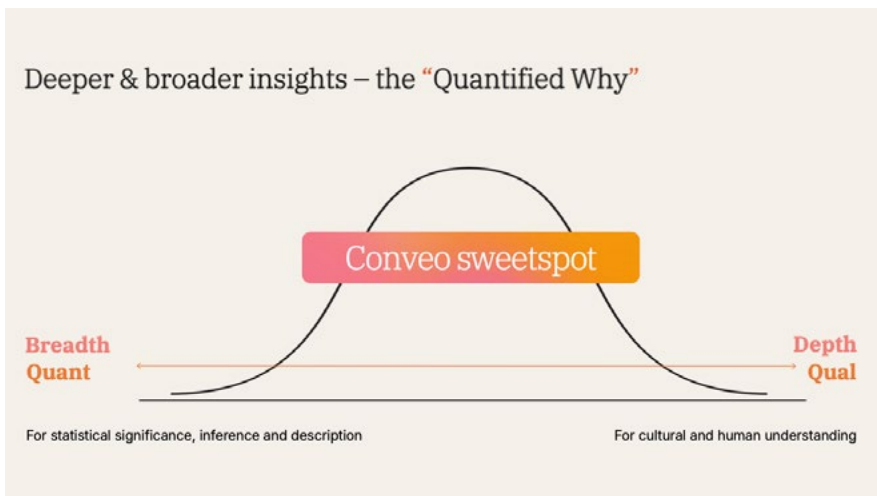 Deeper & broader insights – the “Quantified Why”
Conveo sweetspot
Breadth
Quant
Depth
Qual
For statistical significance, inference and description
For cultural and human understanding